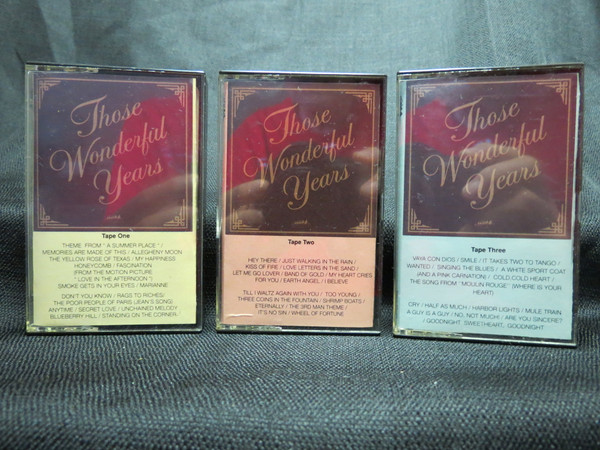 Those
Wonderful
Years
Tape One
THEME FROM " A SUMMER PLACE " /
MEMORIES ARE MADE OF THIS / ALLEGHENY MOON
THE YELLOW ROSE OF TEXAS / MY HAPPINESS
HONEYCOMB / FASCINATION
(FROM THE MOTION PICTURE
" LOVE IN THE AFTERNOON ")
SMOKE GETS IN YOUR EYES / MARIANNE
DON'T YOU KNOW / RAGS TO RICHES/
THE POOR PEOPLE OF PARIS (JEAN'S SONG)
ANYTIME / SECRET LOVE / UNCHAINED MELODY
BLUEBERRY HILL / STANDING ON THE CORNER
Those
Wonderful
Years
Tape Two
HEY THERE / JUST WALKING IN THE RAIN /
KISS OF FIRE / LOVE LETTERS IN THE SAND /
LET ME GO LOVER / BAND OF GOLD / MY HEART CRIES
FOR YOU / EARTH ANGEL / I BELIEVE
TILL I WALTZ AGAIN WITH YOU / TOO YOUNG /
THREE COINS IN THE FOUNTAIN / SHRIMP BOATS /
ETERNALLY / THE 3RD MAN THEME /
IT'S NO SIN / WHEEL OF FORTUNE
Those
Wonderful
Years
Tape Three
VAYA CON DIOS / SMILE / IT TAKES TWO TO TANGO /
WANTED / SINGING THE BLUES / A WHITE SPORT COAT
(AND A PINK CARNATION) / COLD COLD HEART /
THE SONG FROM " MOULIN ROUGE " (WHERE IS YOUR
HEART)
CRY / HALF AS MUCH / HARBOR LIGHTS / MULE TRAIN
A GUY IS A GUY / NO, NOT MUCH! / ARE YOU SINCERE?
/ GOODNIGHT, SWEETHEART, GOODNIGHT